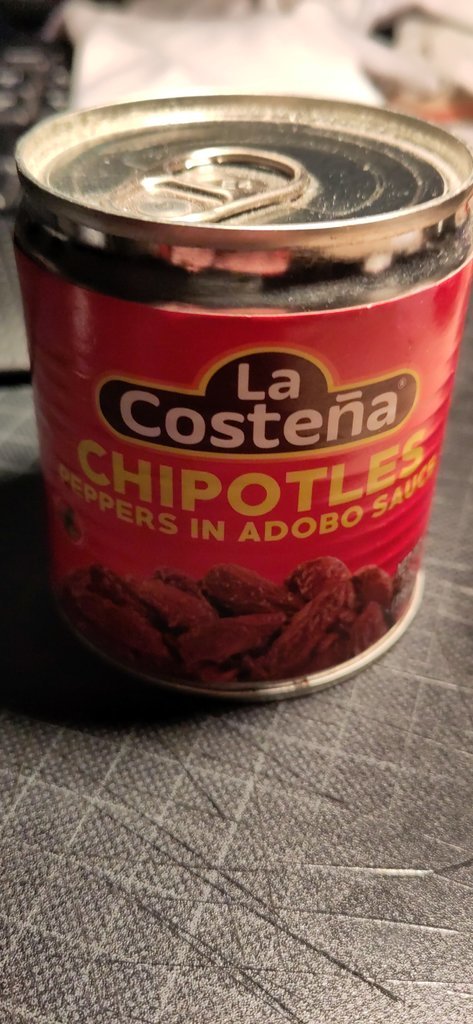 La
Costeña®
CHIPOTLES
PEPPERS IN ADOBO SAUCE